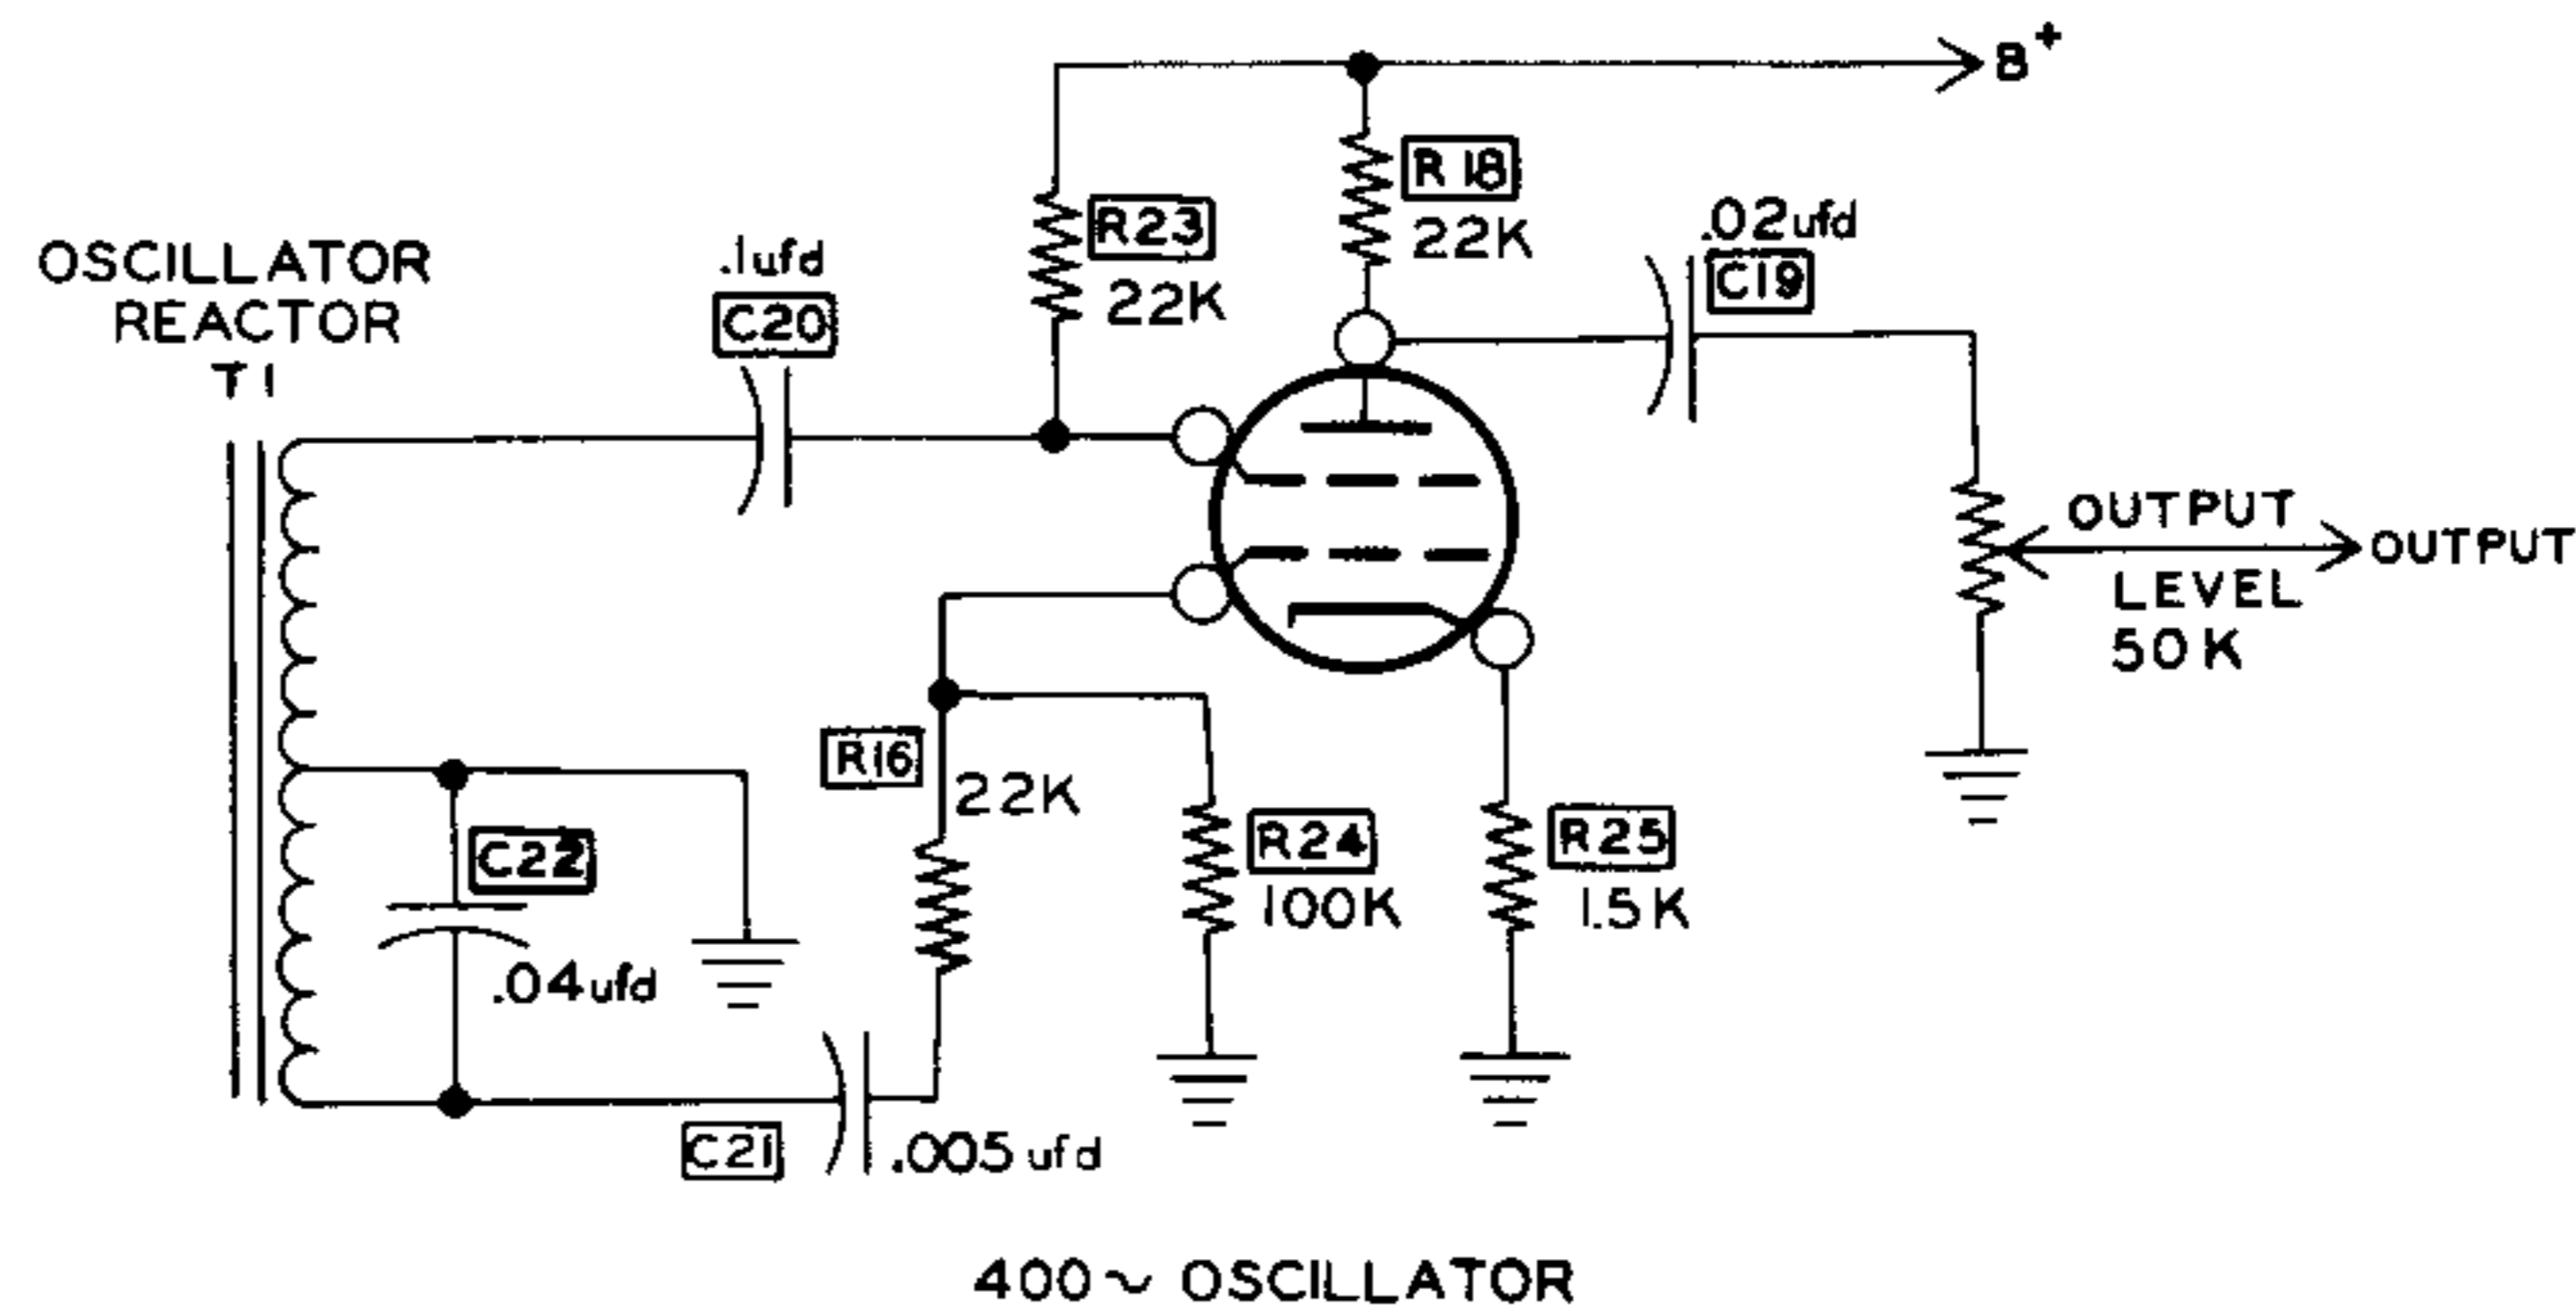 B+
R18
22K
R23
22K
.02ufd
C19
OSCILLATOR
REACTOR
T1
.1ufd
C20
OUTPUT
LEVEL
50K
OUTPUT
R16
22K
C22
.04ufd
R24
100K
R25
1.5K
C21
.005ufd
400~ OSCILLATOR